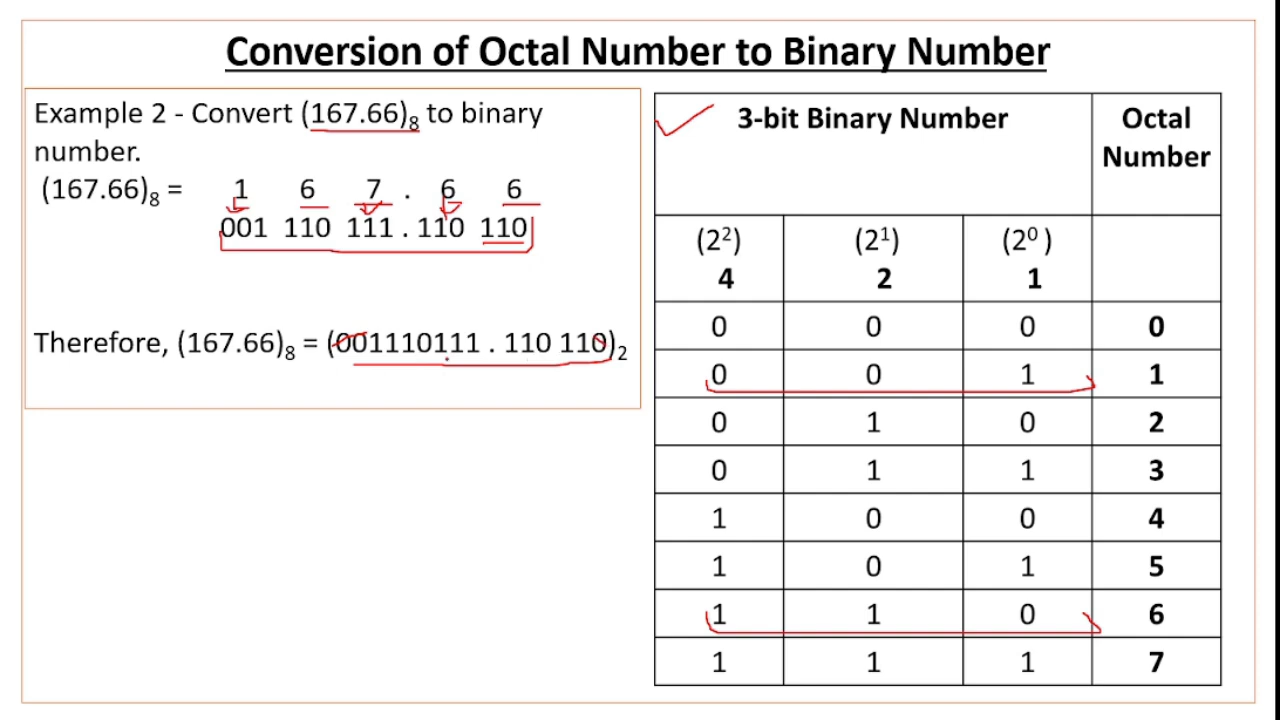 Conversion of Octal Number to Binary Number
Example 2 - Convert (167.66)₈ to binary
number.
(167.66)₈ = 1 6 7 . 6 6
001 110 111 . 110 110
Therefore, (167.66)₈ = (001110111 . 110 110)₂
3-bit Binary Number Octal
Number
(2²) (2¹) (2⁰ )
4 2 1
0 0 0 0
0 0 1 1
0 1 0 2
0 1 1 3
1 0 0 4
1 0 1 5
1 1 0 6
1 1 1 7